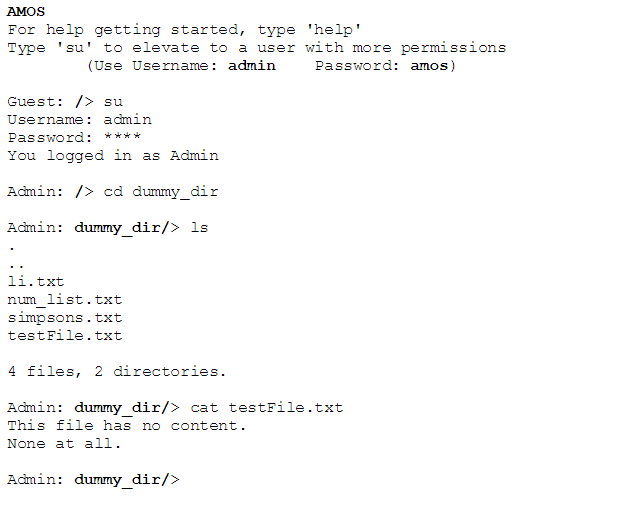 AMOS
For help getting started, type 'help'
Type 'su' to elevate to a user with more permissions
(Use Username: admin    Password: amos)
Guest: /> su
Username: admin
Password: ****
You logged in as Admin
Admin: /> cd dummy_dir
Admin: dummy_dir/> ls
.
..
li.txt
num_list.txt
simpsons.txt
testFile.txt
4 files, 2 directories.
Admin: dummy_dir/> cat testFile.txt
This file has no content.
None at all.
Admin: dummy_dir/>